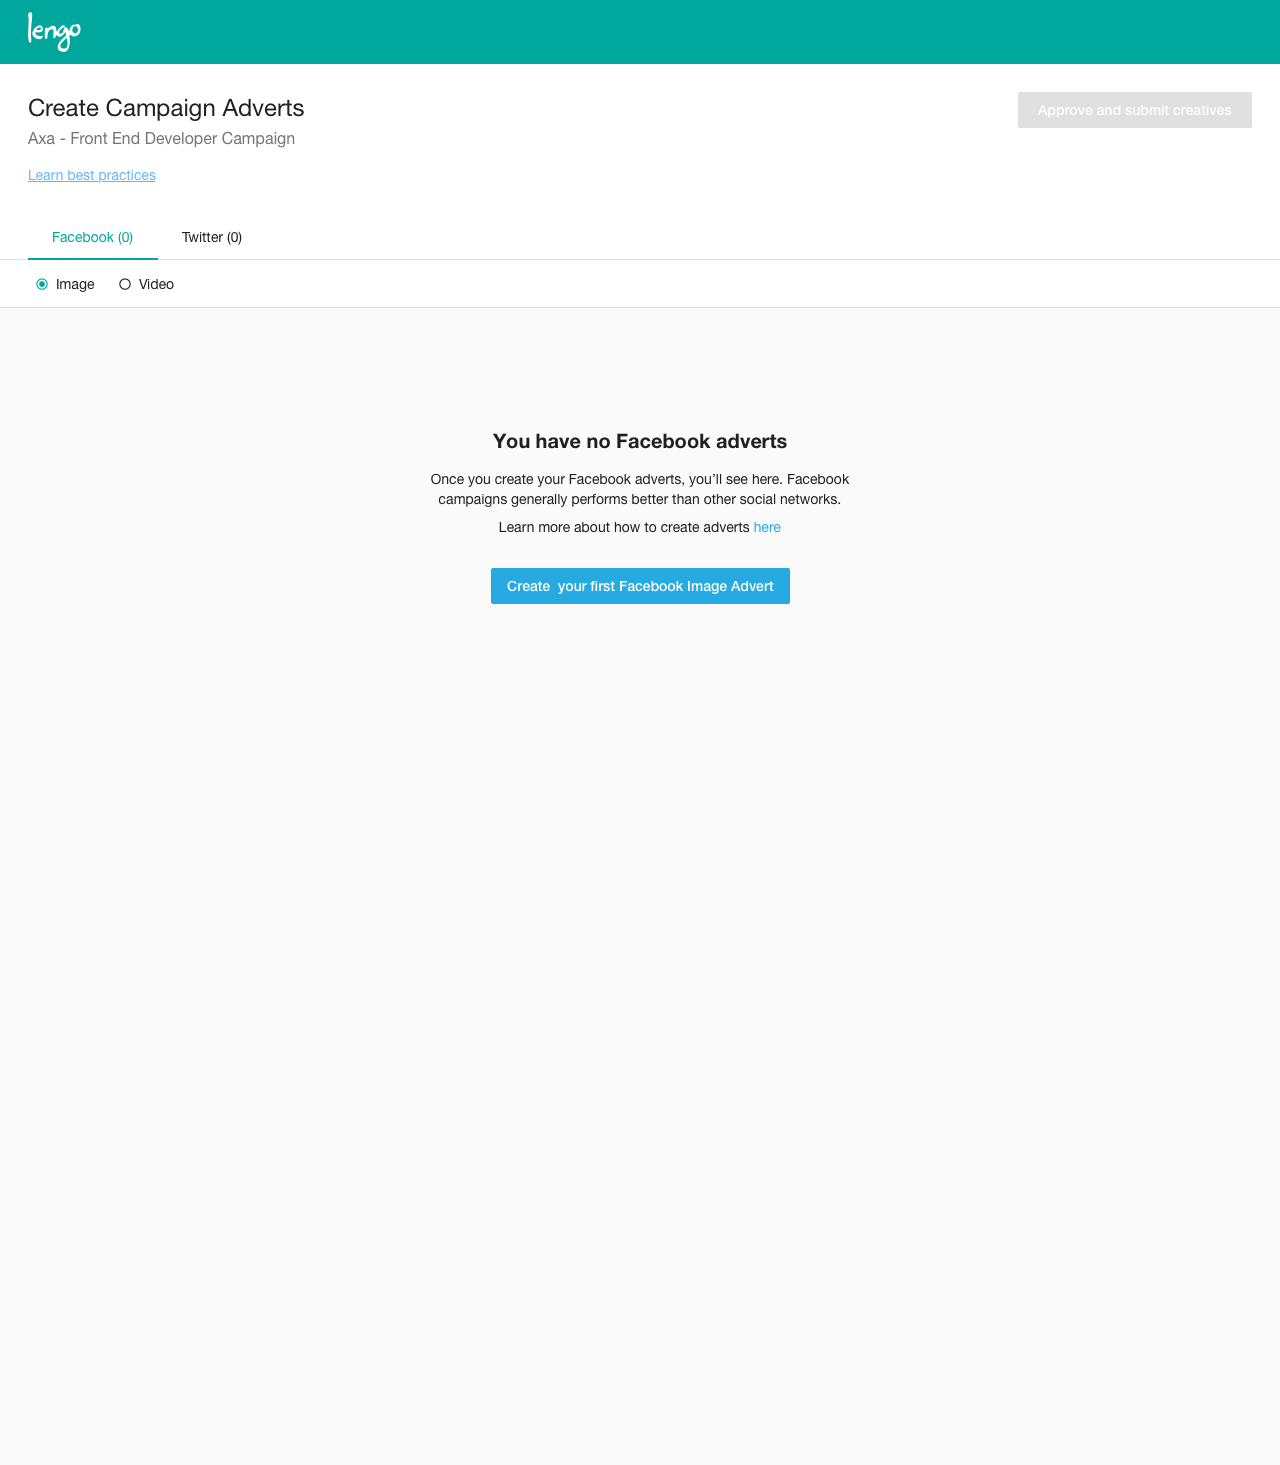 lengo
Create Campaign Adverts
Approve and submit creatives
Axa - Front End Developer Campaign
Learn best practices
Facebook (0) Twitter (0)
Image Video
You have no Facebook adverts
Once you create your Facebook adverts, you’ll see here. Facebook
campaigns generally performs better than other social networks.
Learn more about how to create adverts here
Create  your first Facebook Image Advert